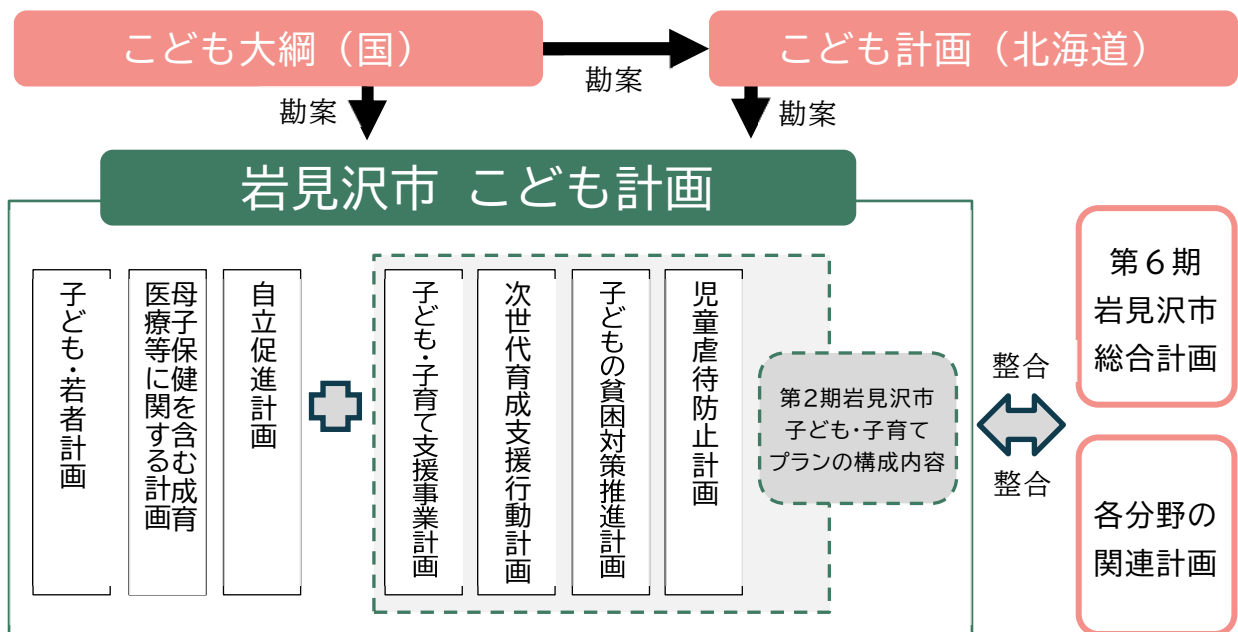 こども大綱（国）
こども計画（北海道）
勘案
勘案
勘案
岩見沢市 こども計画
子ども・若者計画
母子保健を含む成育
医療等に関する計画
自立促進計画
子ども・子育て支援事業計画
次世代育成支援行動計画
子どもの貧困対策推進計画
児童虐待防止計画
第2期岩見沢市
子ども・子育て
プランの構成内容
整合
整合
第６期
岩見沢市
総合計画
各分野の
関連計画